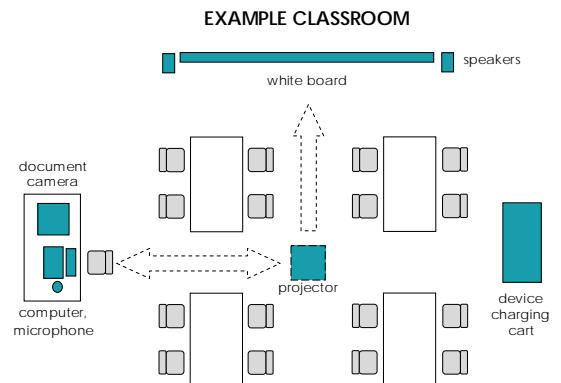 EXAMPLE CLASSROOM
speakers
white board
document
camera
projector
computer,
microphone
device
charging
cart